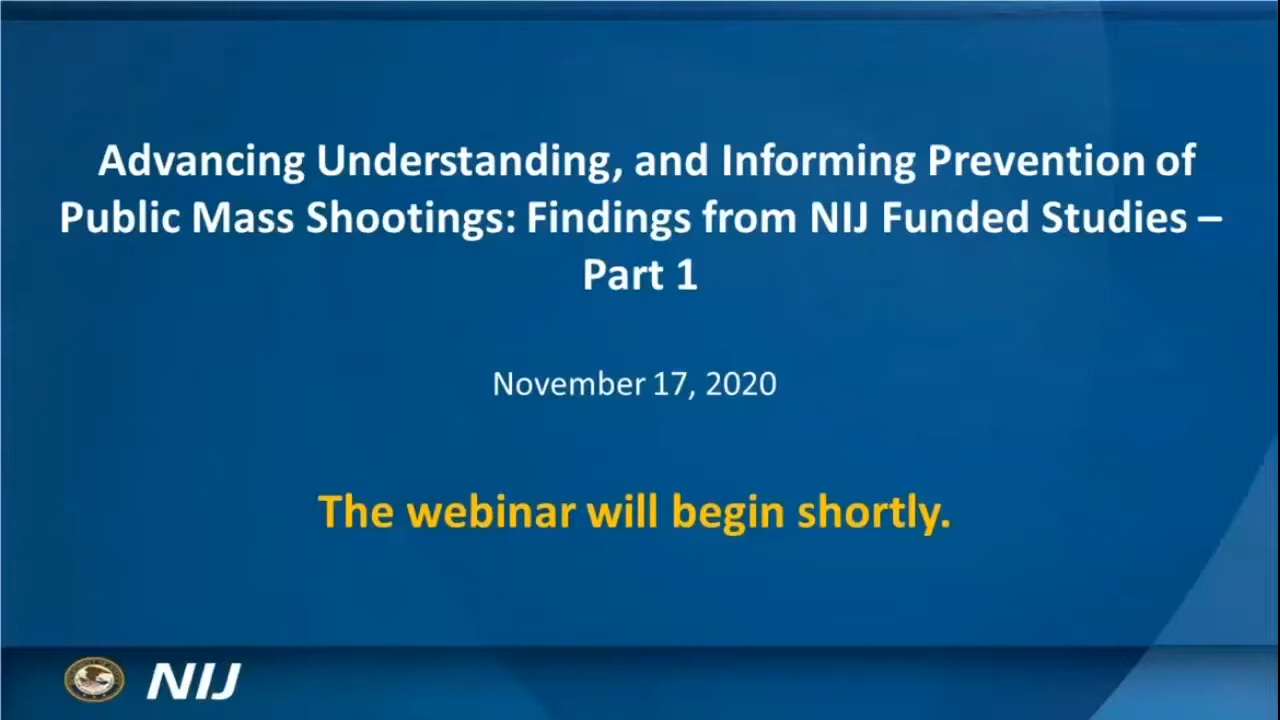 Advancing Understanding, and Informing Prevention of
Public Mass Shootings: Findings from NIJ Funded Studies –
Part 1
November 17, 2020
The webinar will begin shortly.
NIJ